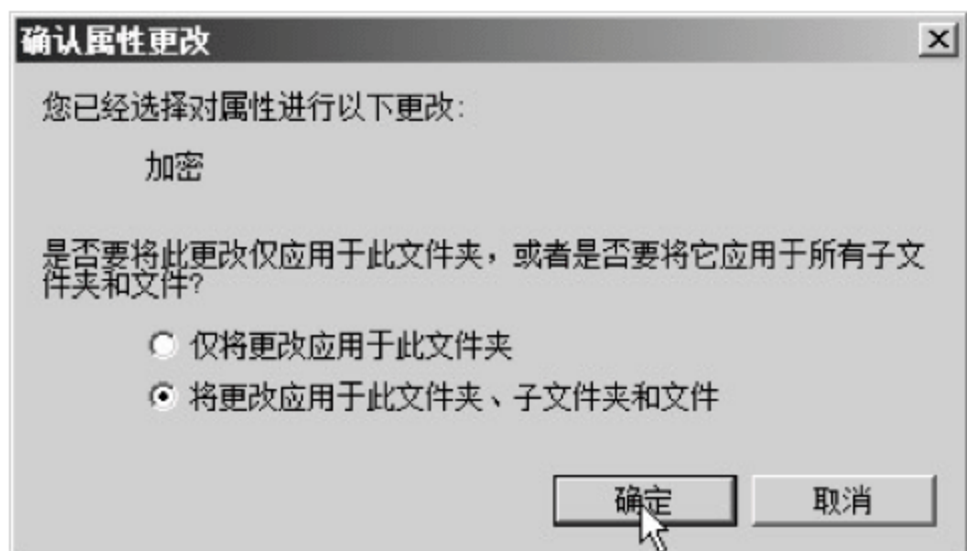 确认属性更改
您已经选择对属性进行以下更改:
加密
是否要将此更改仅应用于此文件夹，或者是否要将它应用于所有子文
件夹和文件?
仅将更改应用于此文件夹
将更改应用于此文件夹、子文件夹和文件
确定 取消